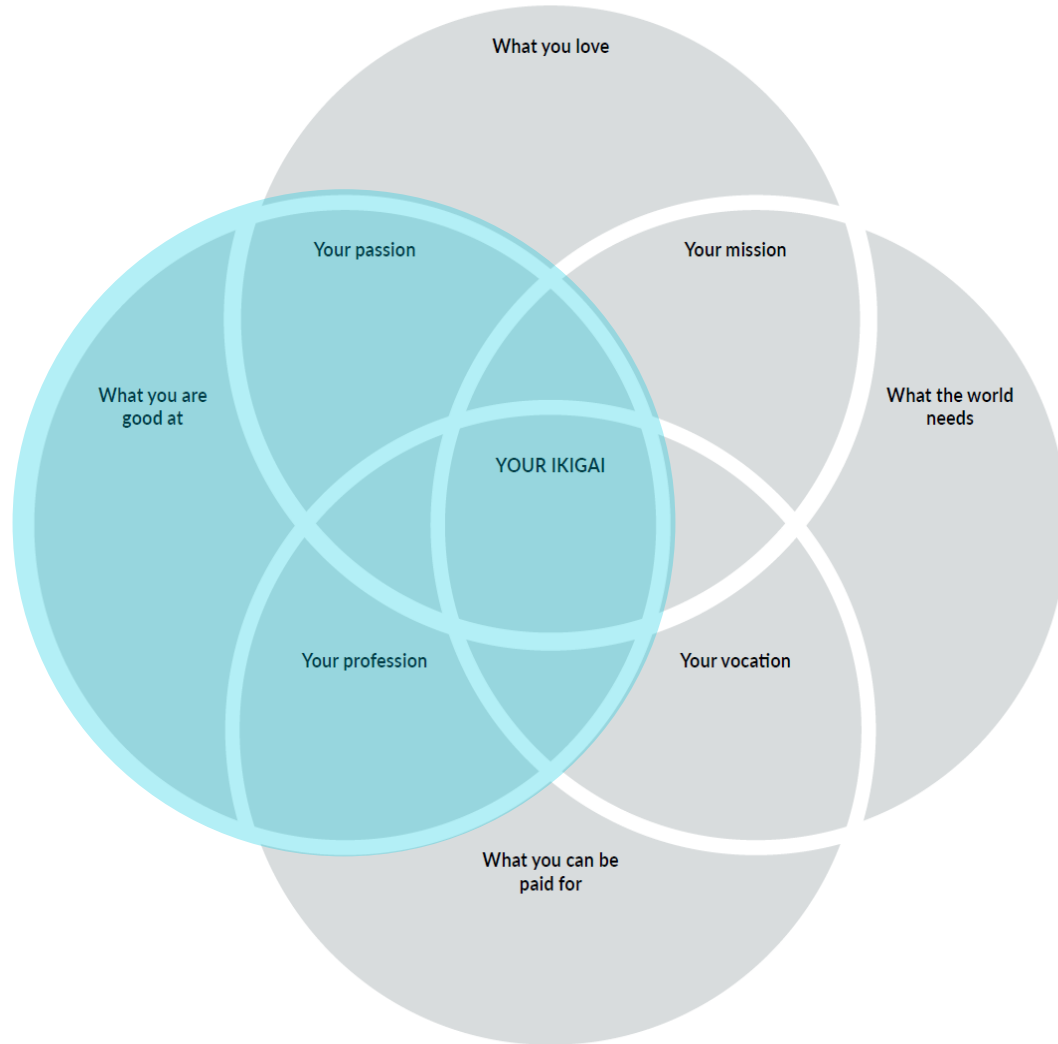 What you love
Your passion
Your mission
What you are
good at
What the world
needs
YOUR IKIGAI
Your profession
Your vocation
What you can be
paid for